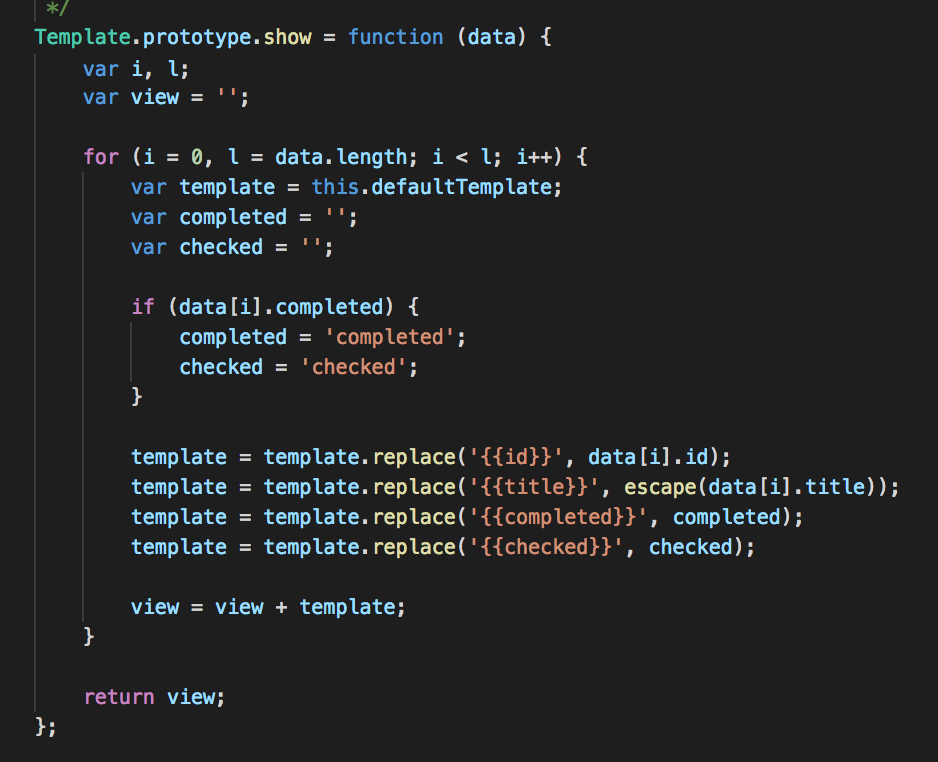 */
Template.prototype.show = function (data) {
    var i, l;
    var view = '';

    for (i = 0, l = data.length; i < l; i++) {
        var template = this.defaultTemplate;
        var completed = '';
        var checked = '';

        if (data[i].completed) {
            completed = 'completed';
            checked = 'checked';
        }

        template = template.replace('{{id}}', data[i].id);
        template = template.replace('{{title}}', escape(data[i].title));
        template = template.replace('{{completed}}', completed);
        template = template.replace('{{checked}}', checked);

        view = view + template;
    }

    return view;
};